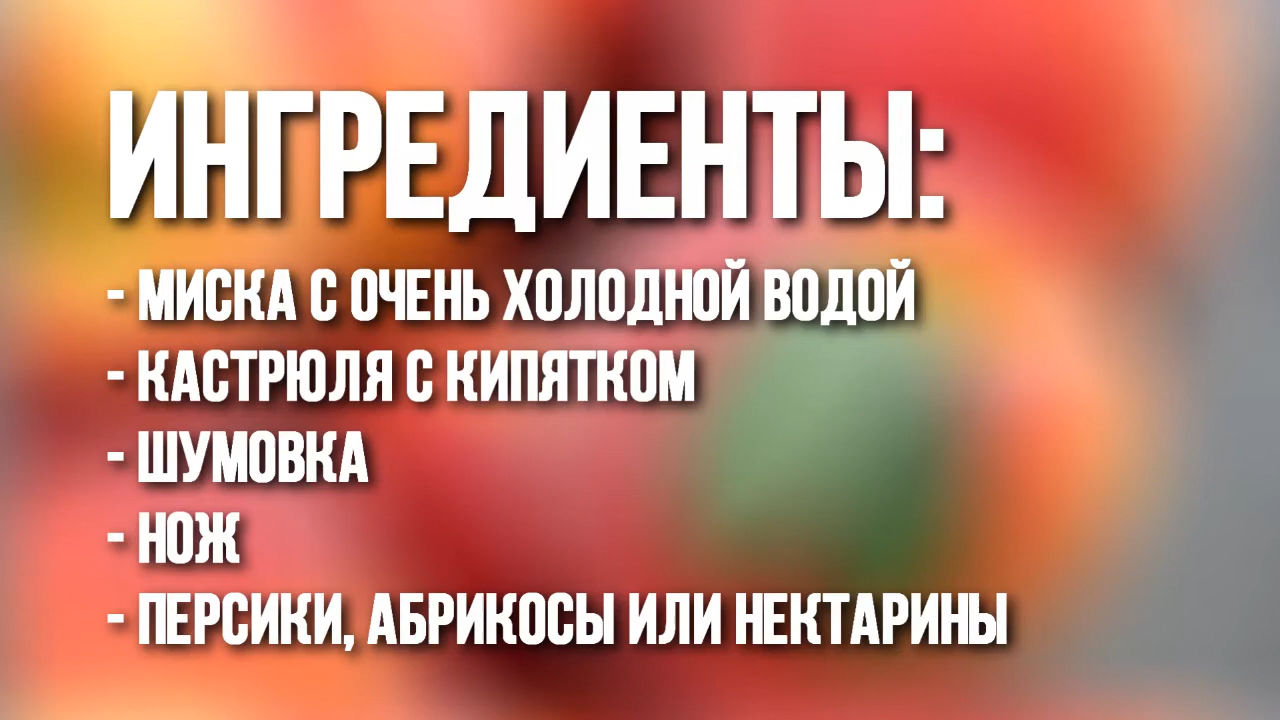 ИНГРЕДИЕНТЫ:
- МИСКА С ОЧЕНЬ ХОЛОДНОЙ ВОДОЙ
- КАСТРЮЛЯ С КИПЯТКОМ
- ШУМОВКА
- НОЖ
- ПЕРСИКИ, АБРИКОСЫ ИЛИ НЕКТАРИНЫ